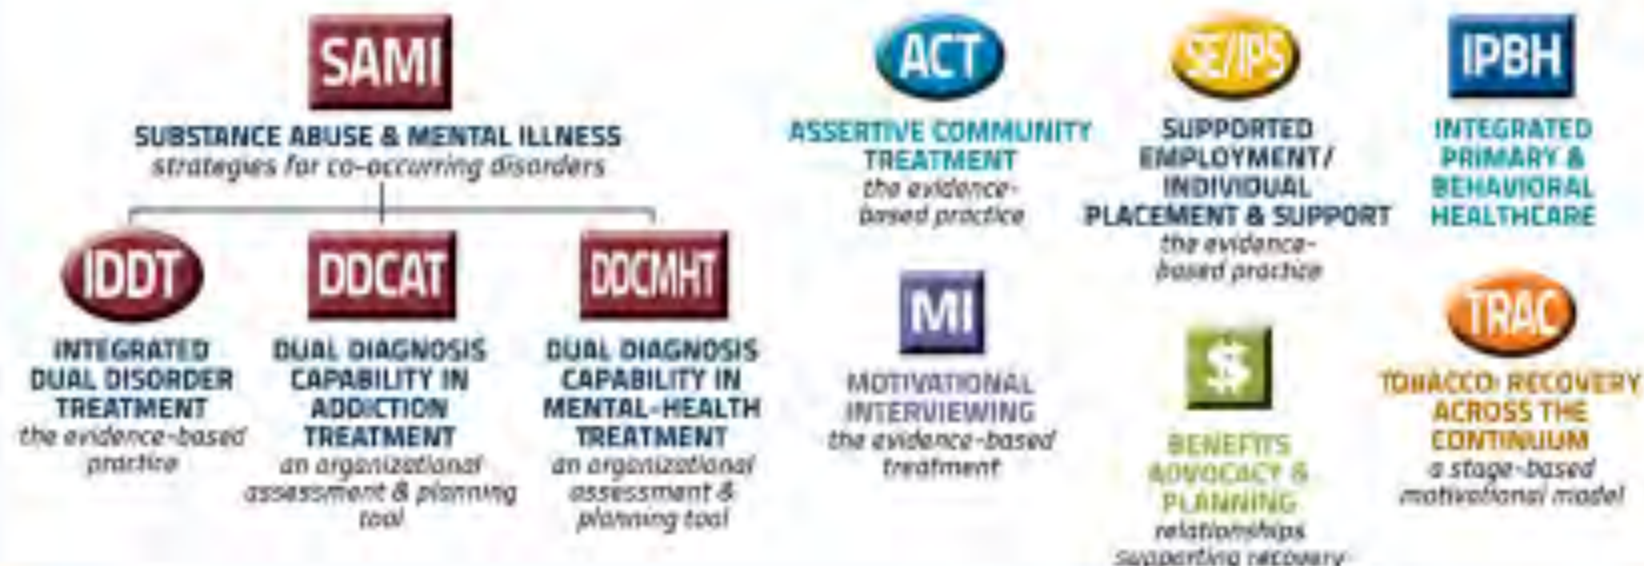 SAMI
SUBSTANCE ABUSE & MENTAL ILLNESS
strategies for co-occurring disorders
IDDT
INTEGRATED
DUAL DISORDER
TREATMENT
the evidence-based
practice
DDCAT
DUAL DIAGNOSIS
CAPABILITY IN
ADDICTION
TREATMENT
an organizational
assessment & planning
tool
DDCMHT
DUAL DIAGNOSIS
CAPABILITY IN
MENTAL-HEALTH
TREATMENT
an organizational
assessment &
planning tool
ACT
ASSERTIVE COMMUNITY
TREATMENT
the evidence-
based practice
SE/IPS
SUPPORTED
EMPLOYMENT/
INDIVIDUAL
PLACEMENT & SUPPORT
the evidence-
based practice
IPBH
INTEGRATED
PRIMARY &
BEHAVIORAL
HEALTHCARE
MI
MOTIVATIONAL
INTERVIEWING
the evidence-based
treatment
$
BENEFITS
ADVOCACY &
PLANNING
relationships
supporting recovery
TRAC
TOBACCO: RECOVERY
ACROSS THE
CONTINUUM
a stage-based
motivational model